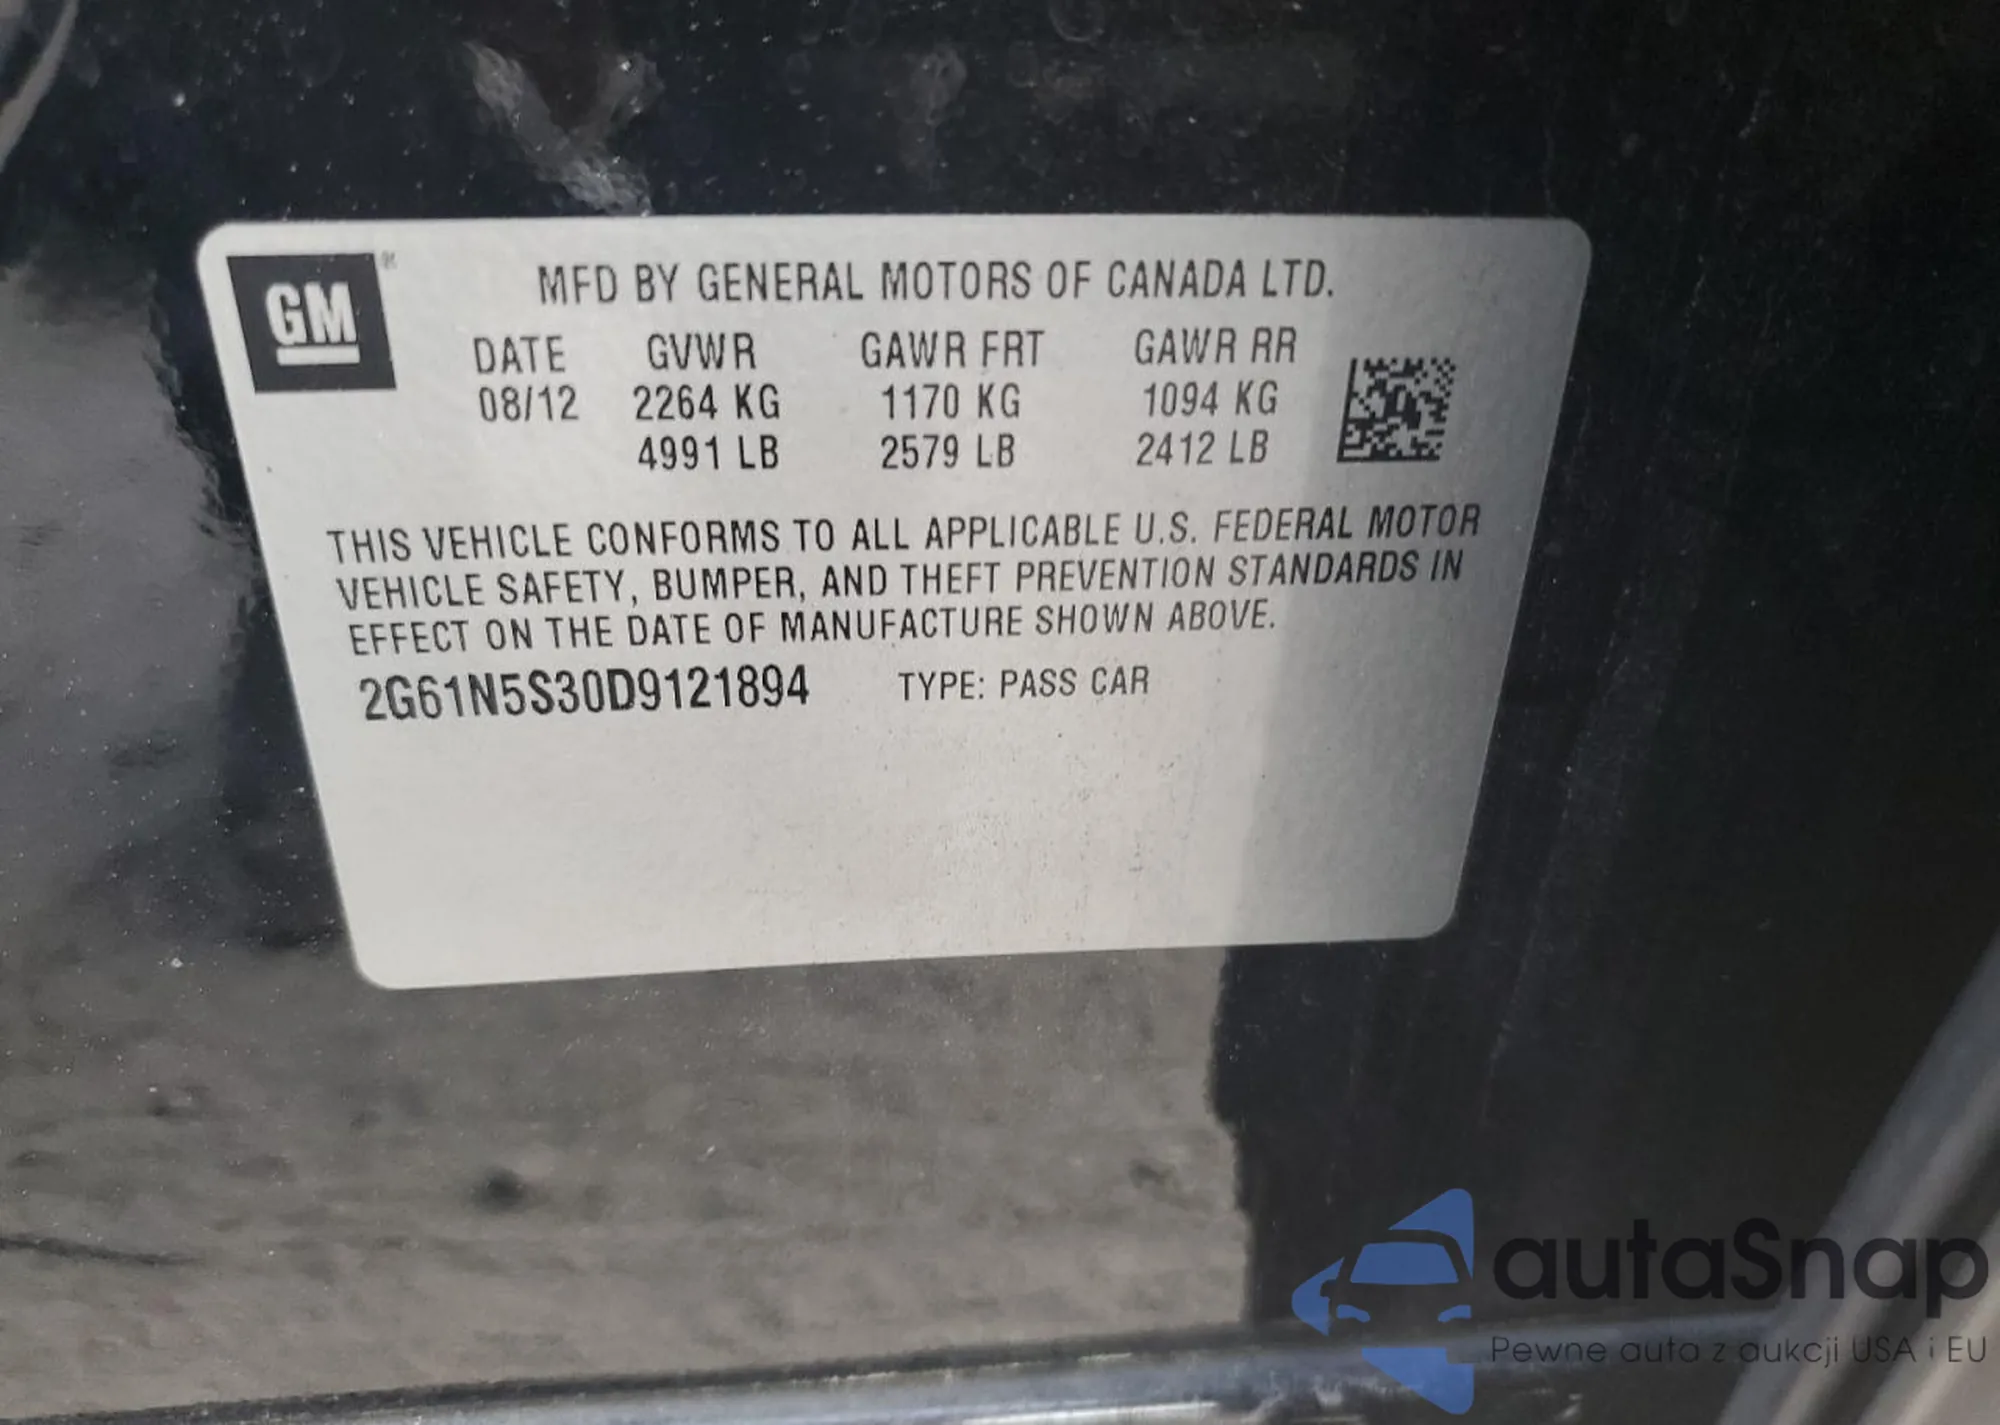 GM
MFD BY GENERAL MOTORS OF CANADA LTD.
DATE GVWR GAWR FRT GAWR RR
08/12 2264 KG 1170 KG 1094 KG
4991 LB 2579 LB 2412 LB
THIS VEHICLE CONFORMS TO ALL APPLICABLE U.S. FEDERAL MOTOR
VEHICLE SAFETY, BUMPER, AND THEFT PREVENTION STANDARDS IN
EFFECT ON THE DATE OF MANUFACTURE SHOWN ABOVE.
2G61N5S30D9121894 TYPE: PASS CAR
autaSnap
Pewne auta z aukcji USA i EU